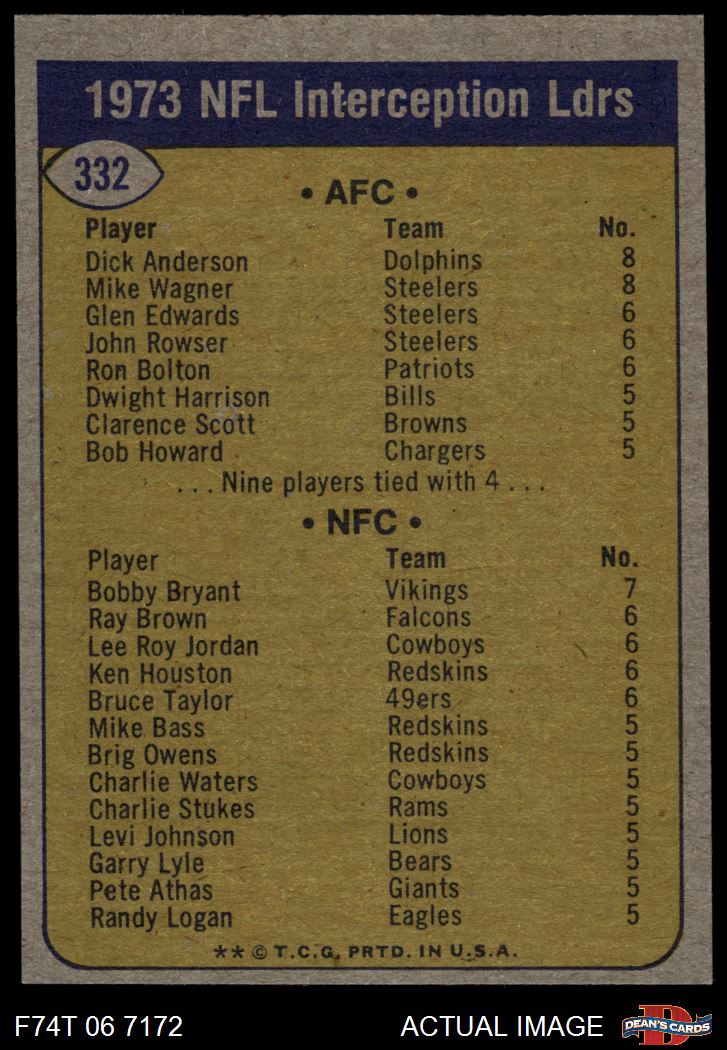 1973 NFL Interception Ldrs
332
• AFC •
Player Team No.
Dick Anderson Dolphins 8
Mike Wagner Steelers 8
Glen Edwards Steelers 6
John Rowser Steelers 6
Ron Bolton Patriots 6
Dwight Harrison Bills 5
Clarence Scott Browns 5
Bob Howard Chargers 5
. . . Nine players tied with 4 . . .
• NFC •
Player Team No.
Bobby Bryant Vikings 7
Ray Brown Falcons 6
Lee Roy Jordan Cowboys 6
Ken Houston Redskins 6
Bruce Taylor 49ers 6
Mike Bass Redskins 5
Brig Owens Redskins 5
Charlie Waters Cowboys 5
Charlie Stukes Rams 5
Levi Johnson Lions 5
Garry Lyle Bears 5
Pete Athas Giants 5
Randy Logan Eagles 5
** © T.C.G. PRTD. IN U.S.A.
F74T 06 7172 ACTUAL IMAGE
D
DEAN'S CARDS